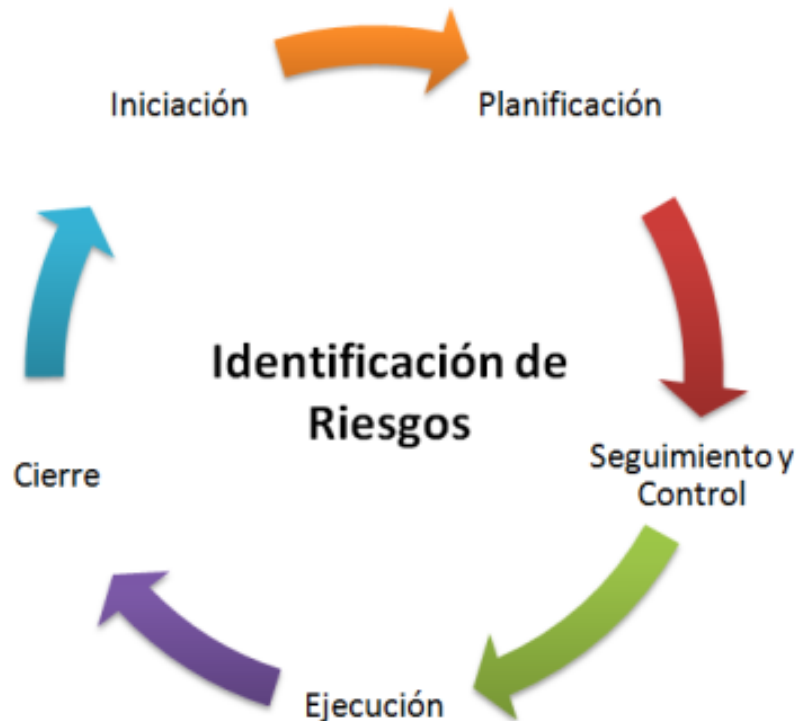 Iniciación
Planificación
Identificación de
Riesgos
Seguimiento y
Control
Cierre
Ejecución